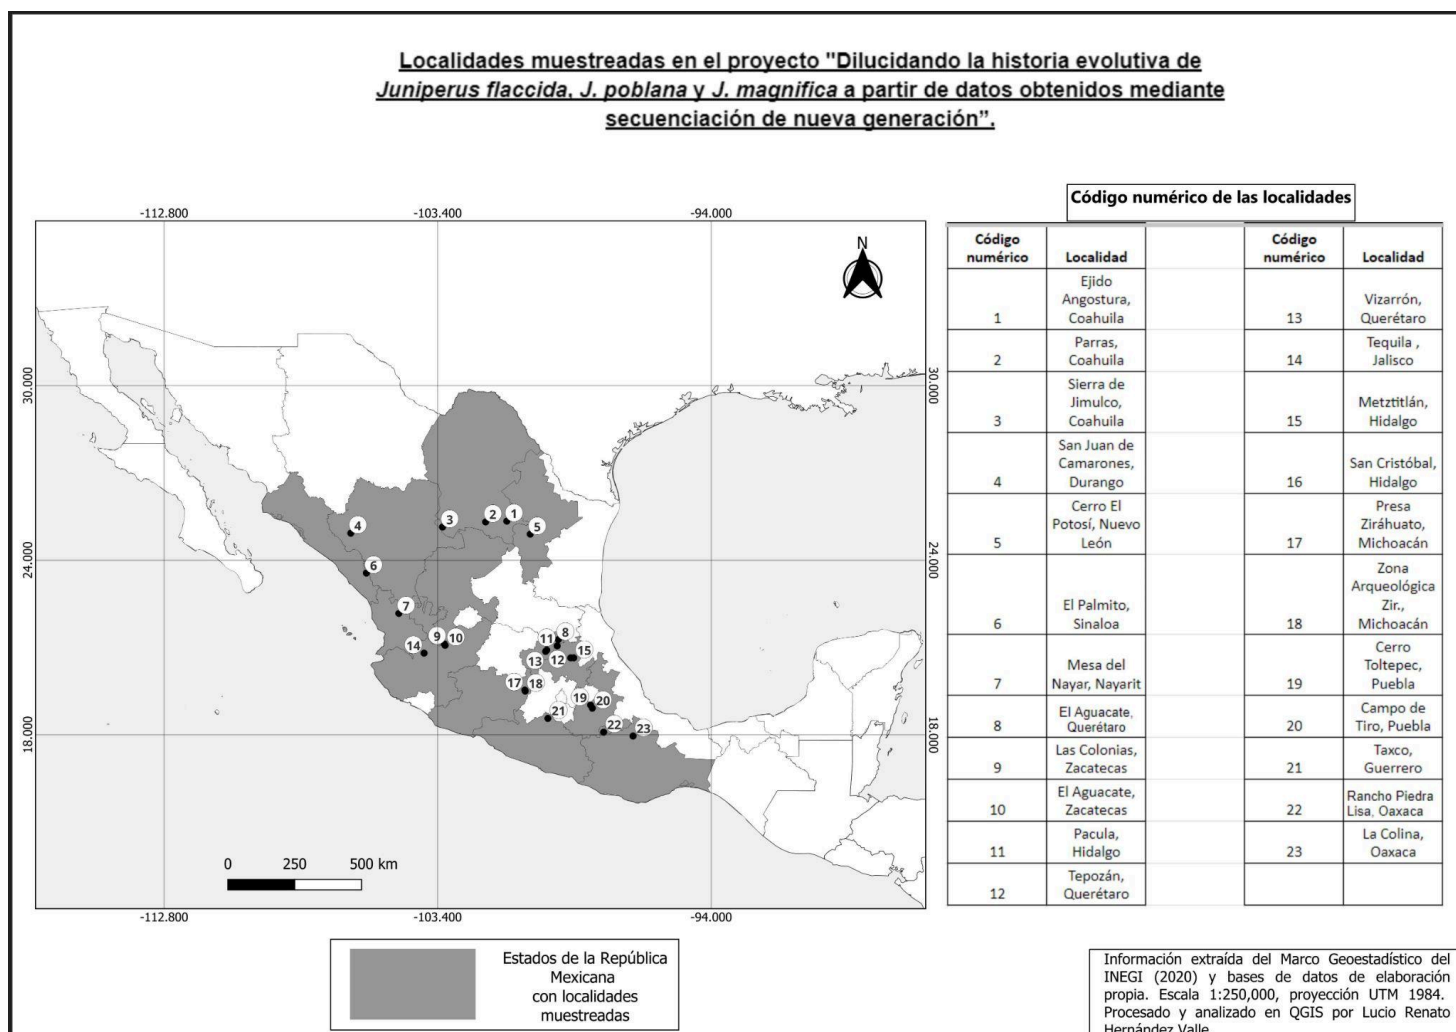 Localidades muestreadas en el proyecto "Dilucidando la historia evolutiva de
Juniperus flaccida, J. poblana y J. magnifica a partir de datos obtenidos mediante
secuenciación de nueva generación”.
-112.800 -103.400 -94.000
N
30.000 30.000
4 3 2 1 5
24.000 24.000
6
7
14 9 10 11 8
13 12 15
17 18 19 20
21 22 23
18.000 18.000
0 250 500 km
-112.800 -103.400 -94.000
Estados de la República
Mexicana
con localidades
muestreadas
Código numérico de las localidades
Código
numérico
Localidad
Código
numérico
Localidad
1
Ejido
Angostura,
Coahuila
13
Vizarrón,
Querétaro
2
Parras,
Coahuila
14
Tequila ,
Jalisco
3
Sierra de
Jimulco,
Coahuila
15
Metztitlán,
Hidalgo
4
San Juan de
Camarones,
Durango
16
San Cristóbal,
Hidalgo
5
Cerro El
Potosí, Nuevo
León
17
Presa
Ziráhuato,
Michoacán
6
El Palmito,
Sinaloa
18
Zona
Arqueológica
Zir.,
Michoacán
7
Mesa del
Nayar, Nayarit
19
Cerro
Toltepec,
Puebla
8
El Aguacate,
Querétaro
20
Campo de
Tiro, Puebla
9
Las Colonias,
Zacatecas
21
Taxco,
Guerrero
10
El Aguacate,
Zacatecas
22
Rancho Piedra
Lisa, Oaxaca
11
Pacula,
Hidalgo
23
La Colina,
Oaxaca
12
Tepozán,
Querétaro
Información extraída del Marco Geoestadístico del
INEGI (2020) y bases de datos de elaboración
propia. Escala 1:250,000, proyección UTM 1984.
Procesado y analizado en QGIS por Lucio Renato
Hernández Valle